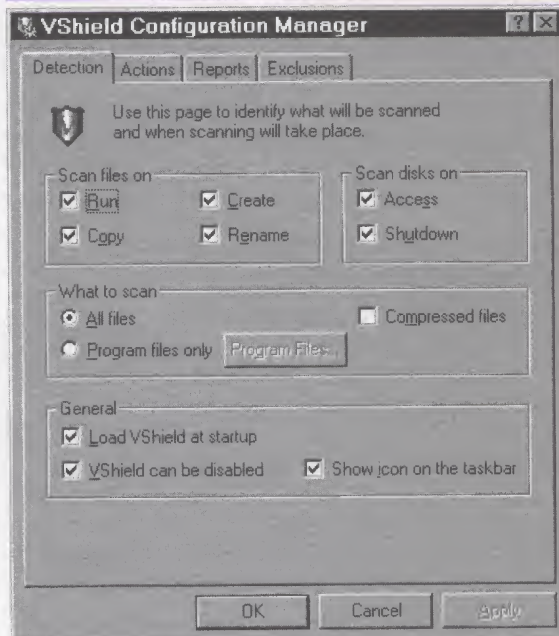 VShield Configuration Manager
Detection Actions Reports Exclusions
Use this page to identify what will be scanned
and when scanning will take place.
Scan files on
Run Create
Copy Rename
Scan disks on
Access
Shutdown
What to scan
All files Compressed files
Program files only Program Files...
General
Load VShield at startup
VShield can be disabled Show icon on the taskbar
OK Cancel Apply